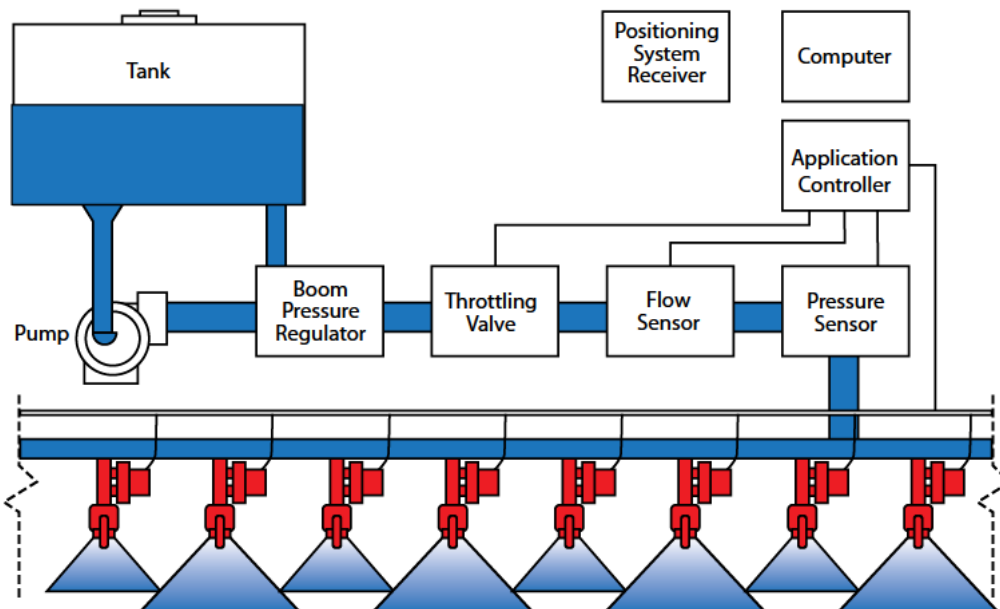 Tank
Positioning
System
Receiver
Computer
Application
Controller
Pump
Boom
Pressure
Regulator
Throttling
Valve
Flow
Sensor
Pressure
Sensor